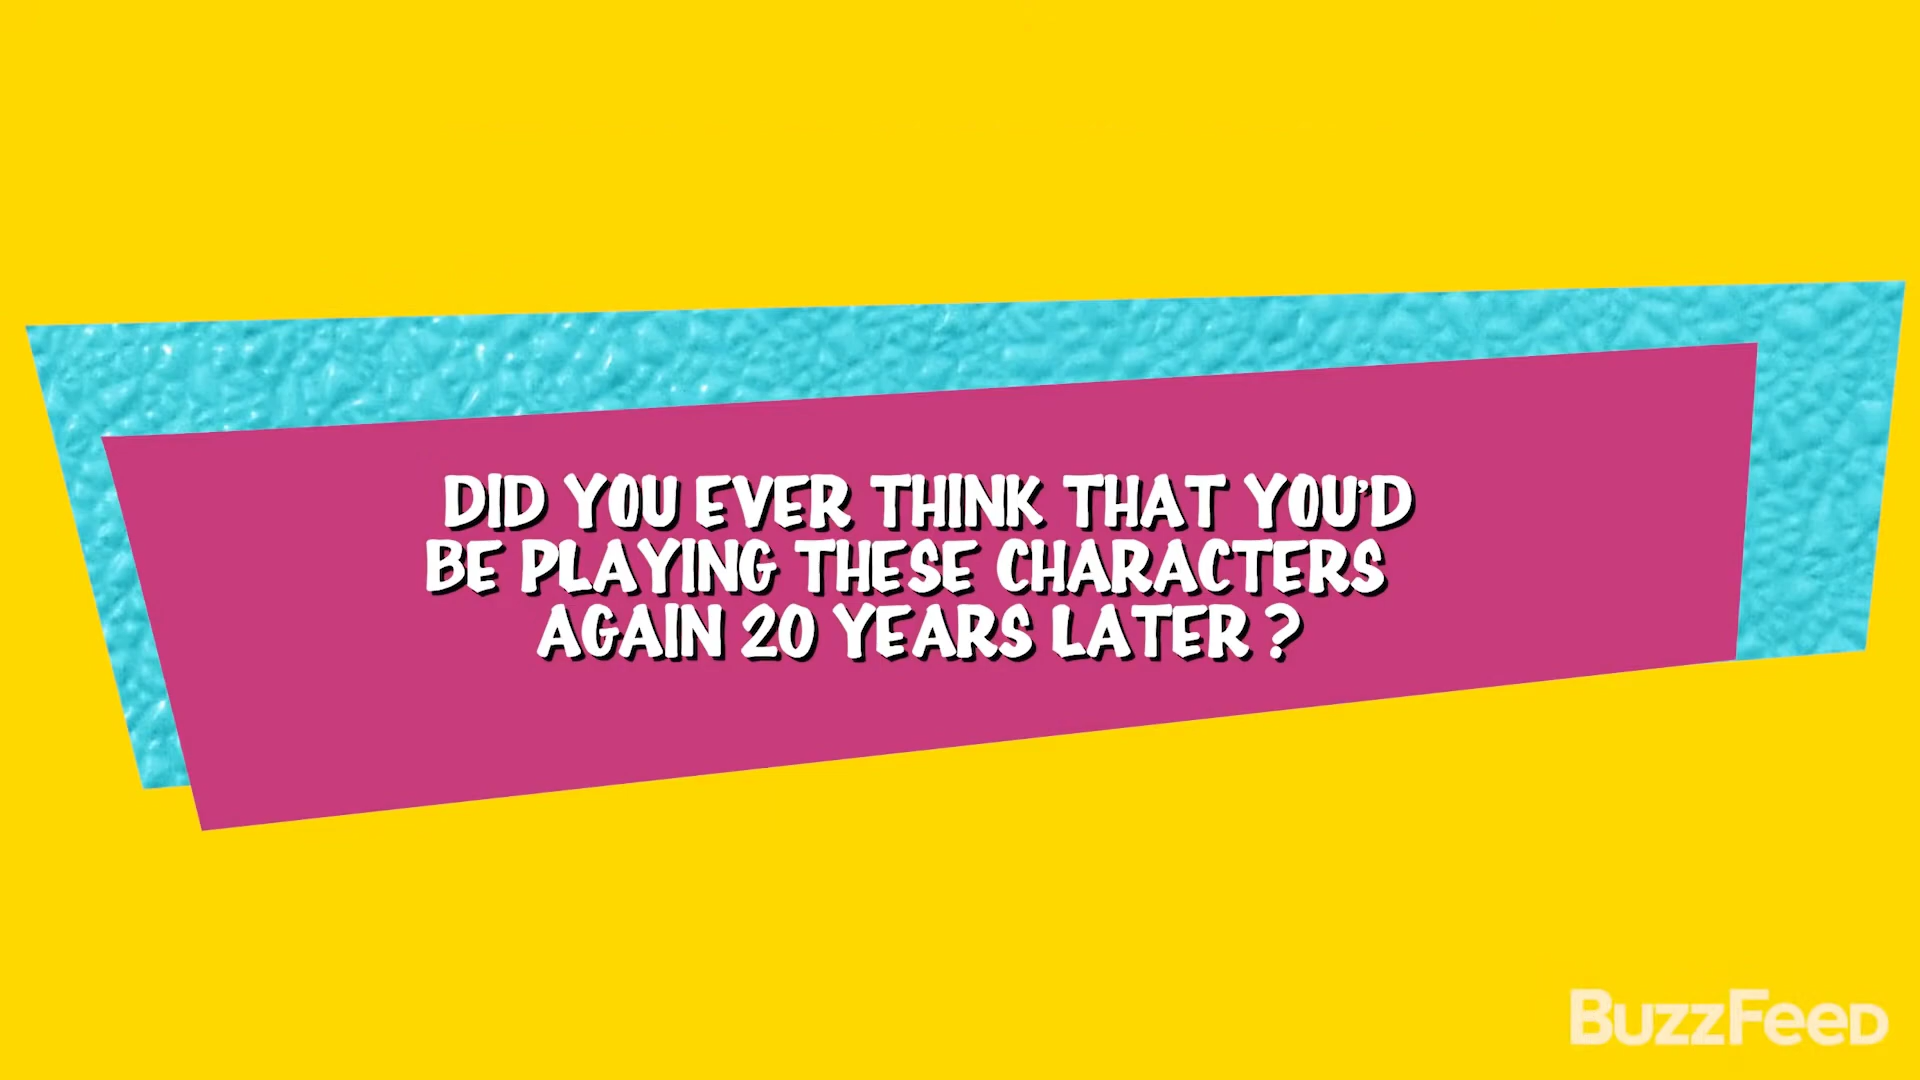 DID YOU EVER THINK THAT YOU'D
BE PLAYING THESE CHARACTERS
AGAIN 20 YEARS LATER ?
BUZZFEED